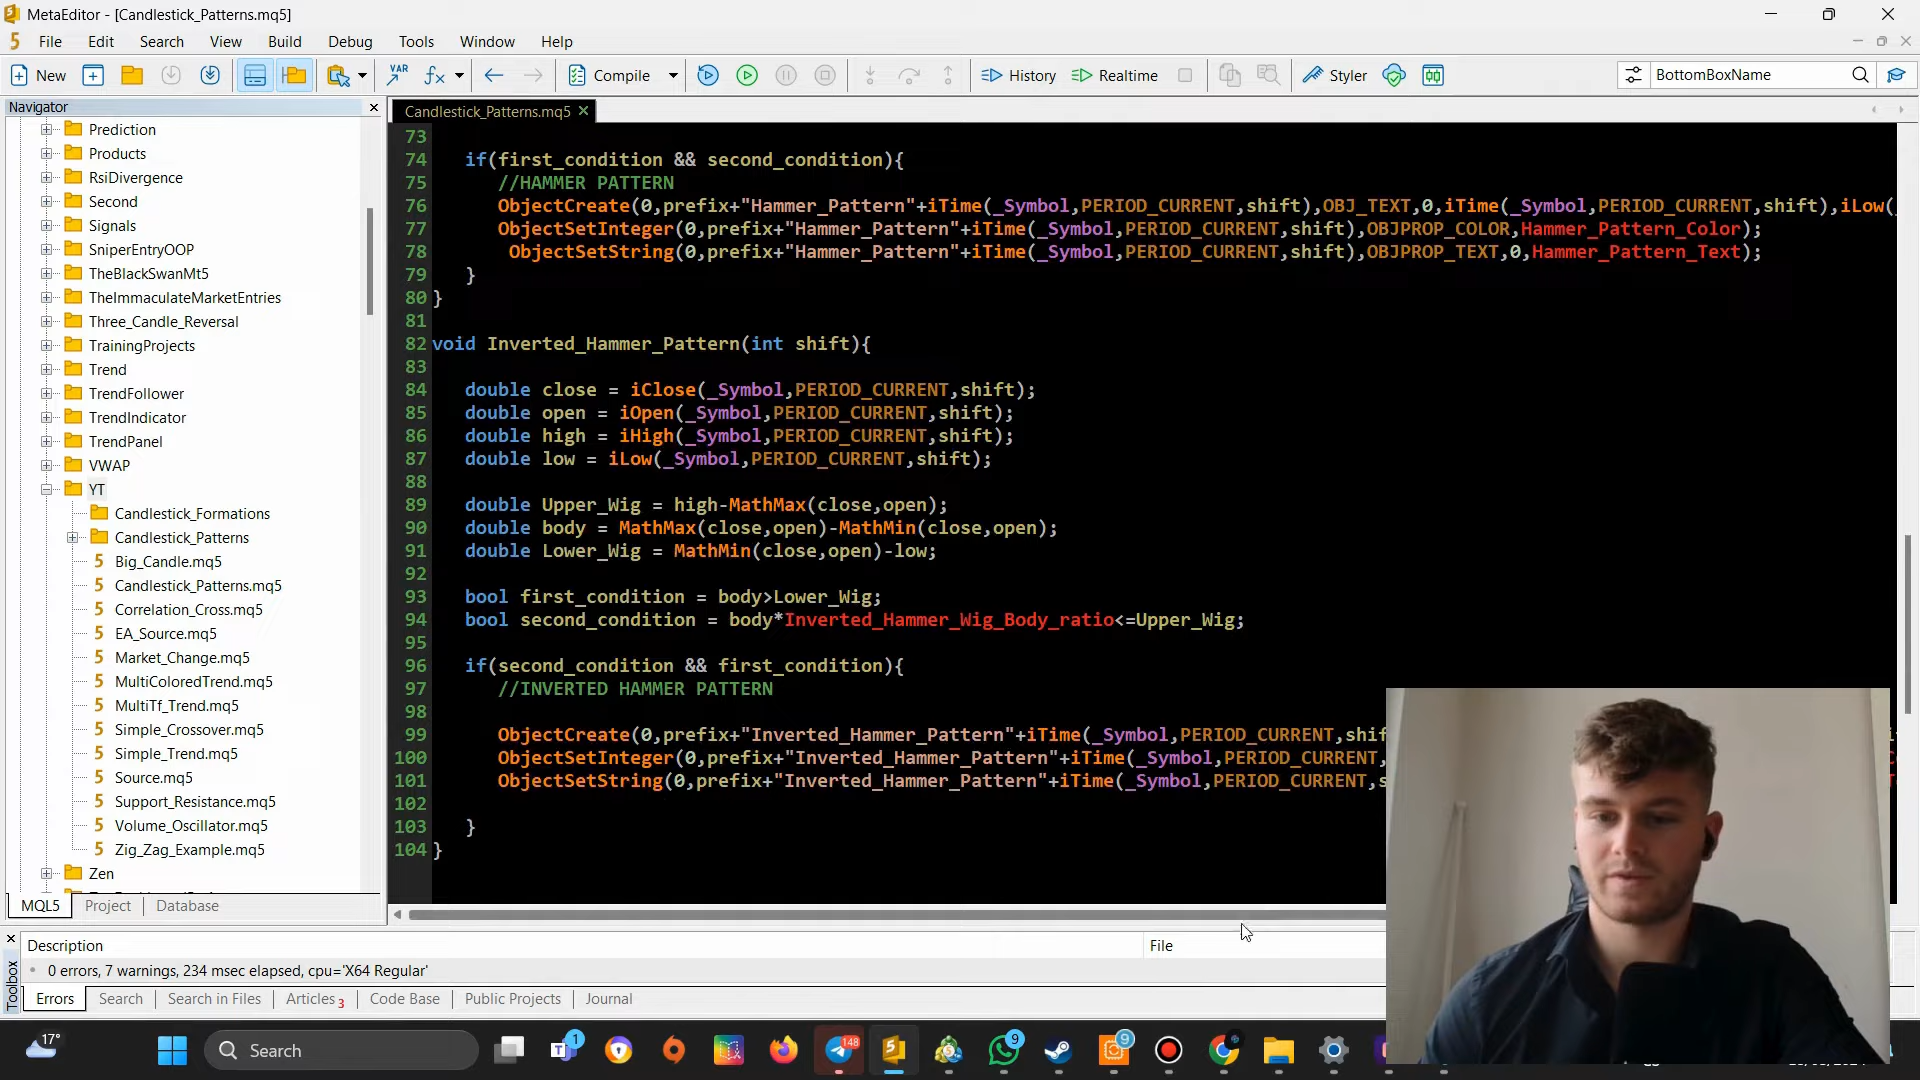 MetaEditor - [Candlestick_Patterns.mq5]
File Edit Search View Build Debug Tools Window Help
New VAR Compile History Realtime Styler BottomBoxName
Navigator
Prediction
Products
RsiDivergence
Second
Signals
SniperEntryOOP
TheBlackSwanMt5
TheImmaculateMarketEntries
Three_Candle_Reversal
TrainingProjects
Trend
TrendFollower
TrendIndicator
TrendPanel
VWAP
YT
Candlestick_Formations
Candlestick_Patterns
Big_Candle.mq5
Candlestick_Patterns.mq5
Correlation_Cross.mq5
EA_Source.mq5
Market_Change.mq5
MultiColoredTrend.mq5
MultiTf_Trend.mq5
Simple_Crossover.mq5
Simple_Trend.mq5
Source.mq5
Support_Resistance.mq5
Volume_Oscillator.mq5
Zig_Zag_Example.mq5
Zen
MQL5 Project Database
Candlestick_Patterns.mq5
73
74 if(first_condition && second_condition){
75 //HAMMER PATTERN
76 ObjectCreate(0,prefix+"Hammer_Pattern"+iTime(_Symbol,PERIOD_CURRENT,shift),OBJ_TEXT,0,iTime(_Symbol,PERIOD_CURRENT,shift),iLow(
77 ObjectSetInteger(0,prefix+"Hammer_Pattern"+iTime(_Symbol,PERIOD_CURRENT,shift),OBJPROP_COLOR,Hammer_Pattern_Color);
78 ObjectSetString(0,prefix+"Hammer_Pattern"+iTime(_Symbol,PERIOD_CURRENT,shift),OBJPROP_TEXT,0,Hammer_Pattern_Text);
79 }
80 }
81
82 void Inverted_Hammer_Pattern(int shift){
83
84 double close = iClose(_Symbol,PERIOD_CURRENT,shift);
85 double open = iOpen(_Symbol,PERIOD_CURRENT,shift);
86 double high = iHigh(_Symbol,PERIOD_CURRENT,shift);
87 double low = iLow(_Symbol,PERIOD_CURRENT,shift);
88
89 double Upper_Wig = high-MathMax(close,open);
90 double body = MathMax(close,open)-MathMin(close,open);
91 double Lower_Wig = MathMin(close,open)-low;
92
93 bool first_condition = body>Lower_Wig;
94 bool second_condition = body*Inverted_Hammer_Wig_Body_ratio<=Upper_Wig;
95
96 if(second_condition && first_condition){
97 //INVERTED HAMMER PATTERN
98
99 ObjectCreate(0,prefix+"Inverted_Hammer_Pattern"+iTime(_Symbol,PERIOD_CURRENT,shif
100 ObjectSetInteger(0,prefix+"Inverted_Hammer_Pattern"+iTime(_Symbol,PERIOD_CURRENT,
101 ObjectSetString(0,prefix+"Inverted_Hammer_Pattern"+iTime(_Symbol,PERIOD_CURRENT,s
102
103 }
104 }
Toolbox
Description File
0 errors, 7 warnings, 234 msec elapsed, cpu='X64 Regular'
Errors Search Search in Files Articles 3 Code Base Public Projects Journal
17° Search 1 148 9 9